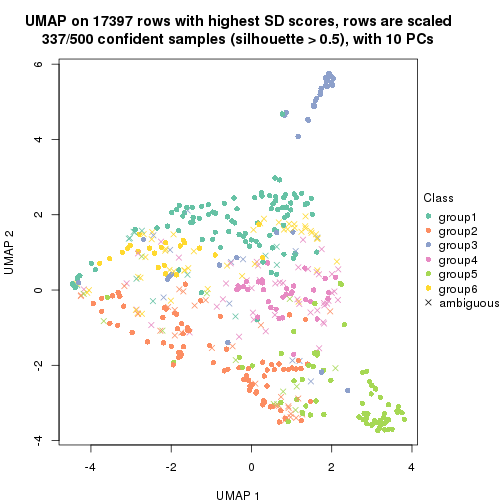 UMAP on 17397 rows with highest SD scores, rows are scaled
337/500 confident samples (silhouette > 0.5), with 10 PCs
6
4
2
0
-2
-4
UMAP 2
-4
-2
0
2
4
UMAP 1
Class
group1
group2
group3
group4
group5
group6
ambiguous